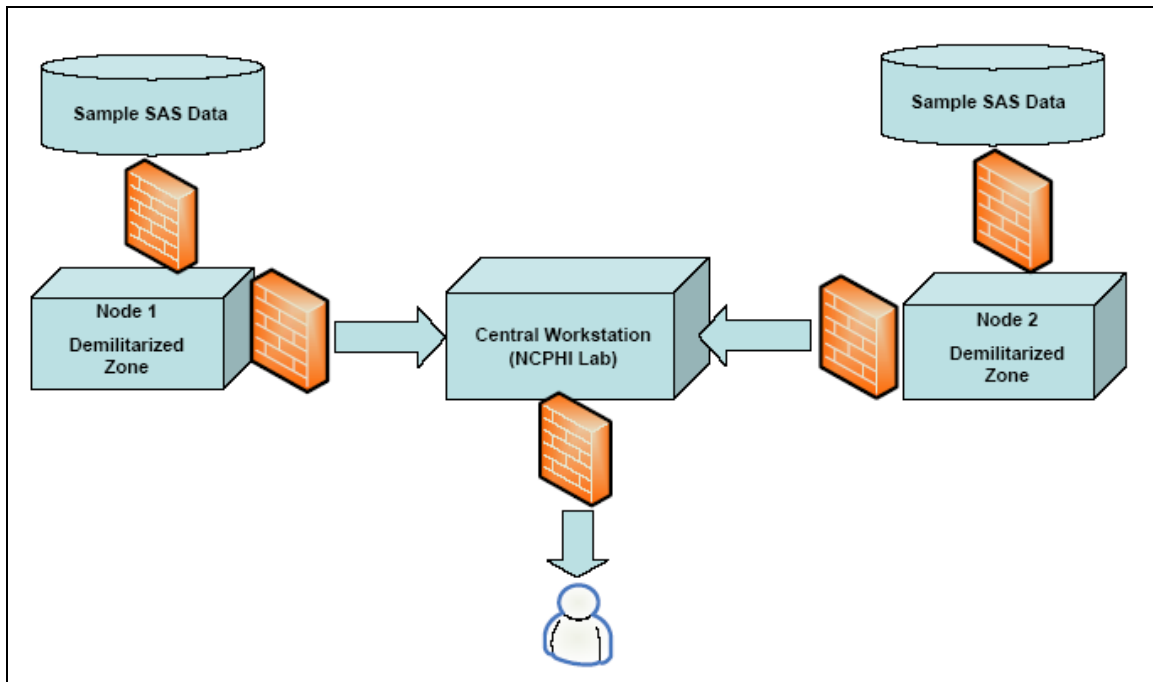 Sample SAS Data
Sample SAS Data
Node 1
Demilitarized
Zone
Central Workstation
(NCPHI Lab)
Node 2
Demilitarized
Zone